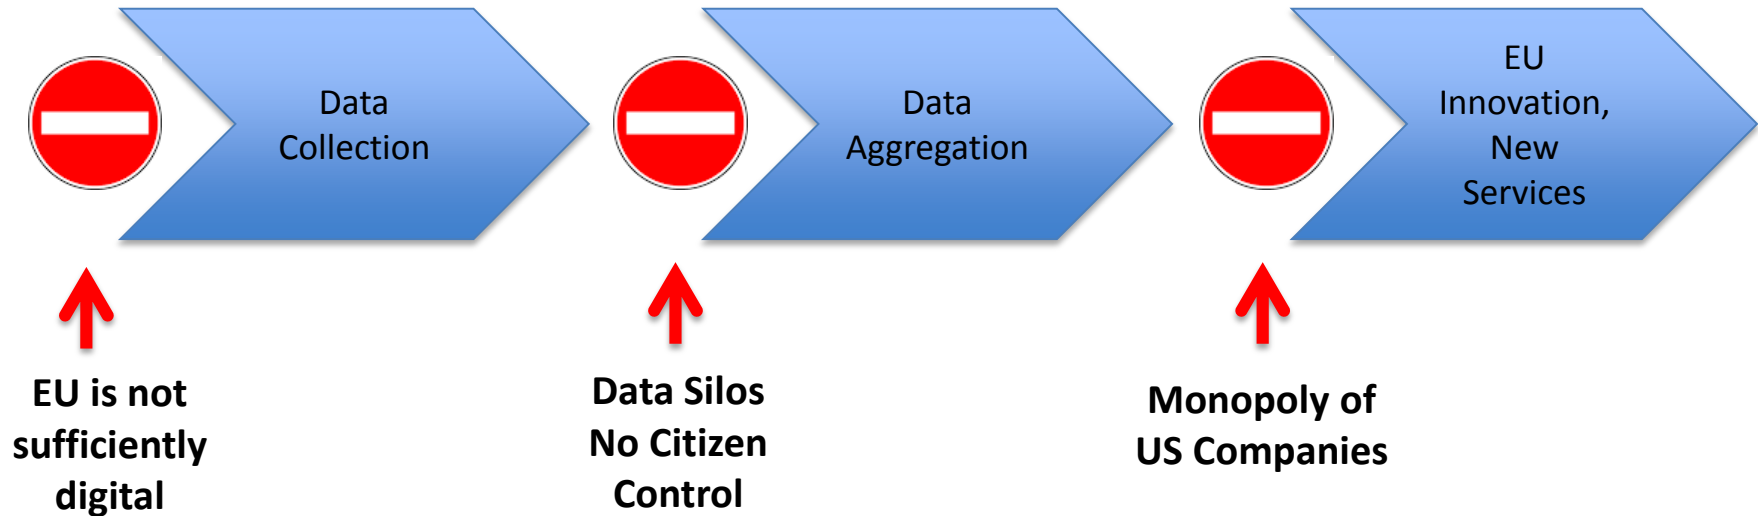 Data
Collection
Data
Aggregation
EU
Innovation,
New
Services
EU is not
sufficiently
digital
Data Silos
No Citizen
Control
Monopoly of
US Companies